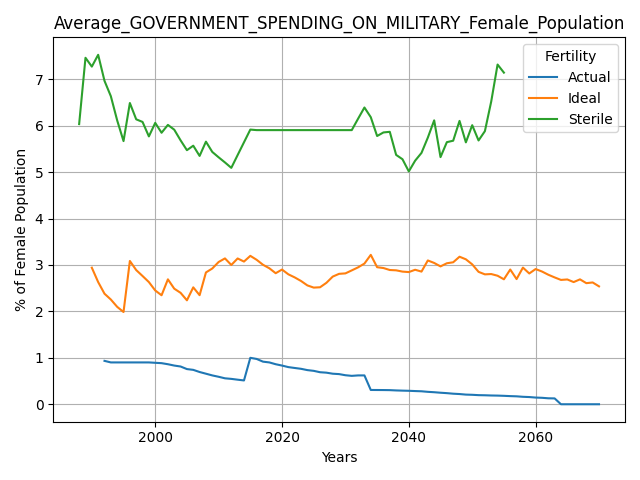 Average_GOVERNMENT_SPENDING_ON_MILITARY_Female_Population
Fertility
Actual
Ideal
Sterile
% of Female Population
7
6
5
4
3
2
1
0
2000
2020
2040
2060
Years